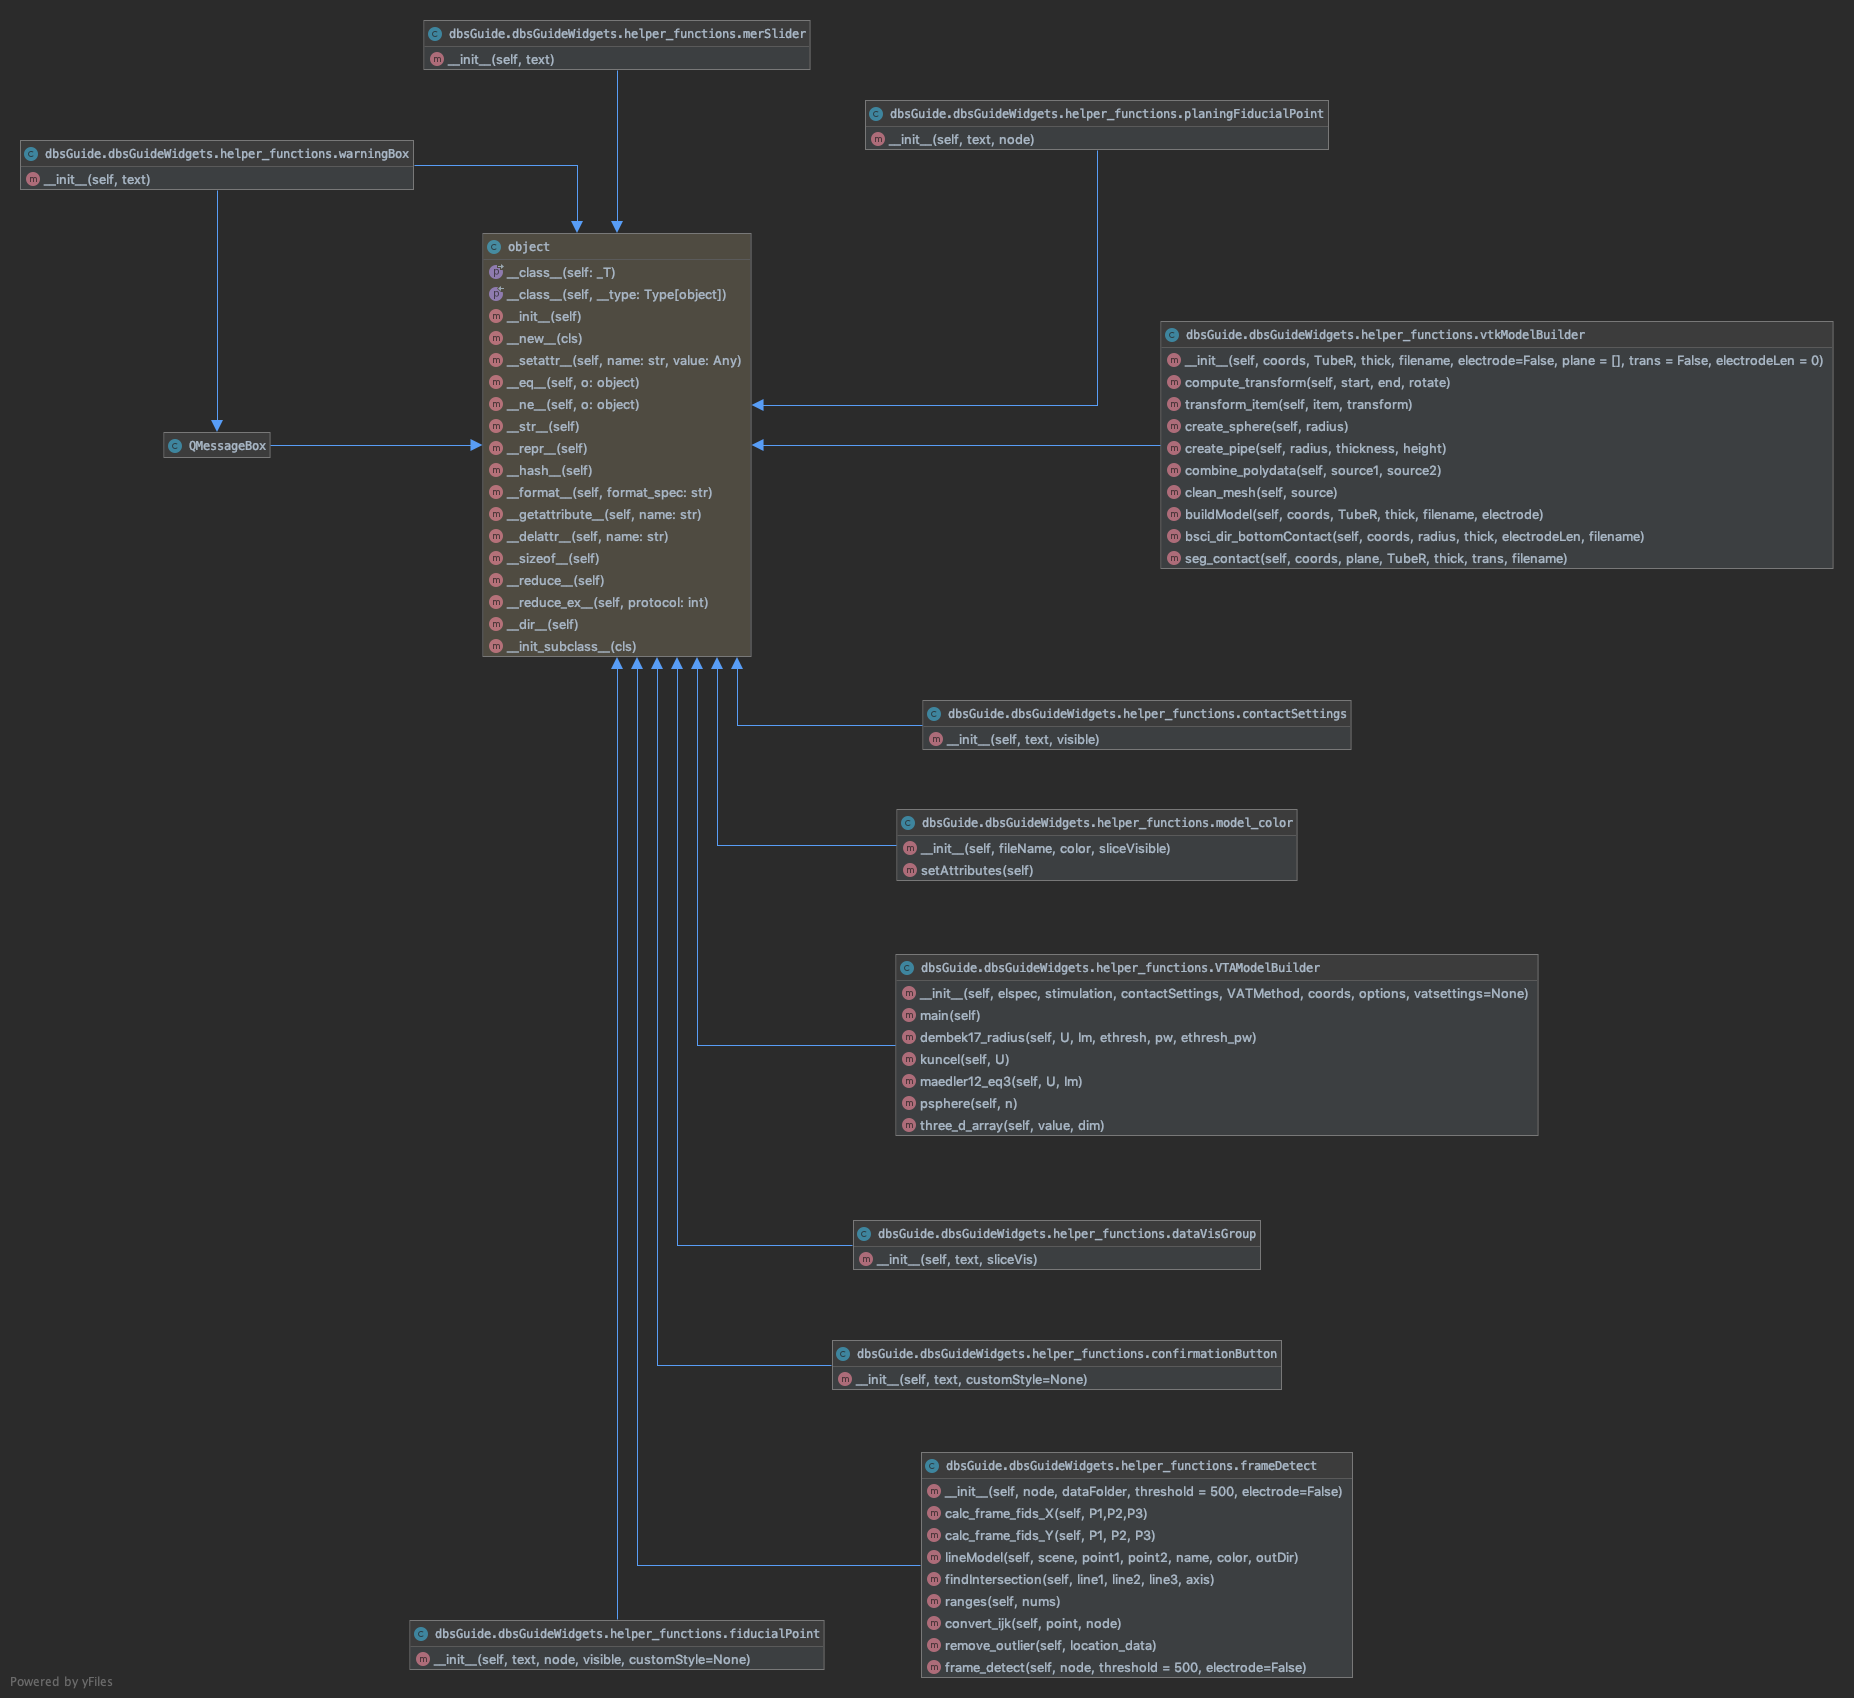 dbsGuide.dbsGuideWidgets.helper_functions.merSlider
__init__(self, text)
dbsGuide.dbsGuideWidgets.helper_functions.planingFiducialPoint
__init__(self, text, node)
dbsGuide.dbsGuideWidgets.helper_functions.warningBox
__init__(self, text)
object
__class__(self: _T)
__class__(self, __type: Type[object])
__init__(self)
__new__(cls)
__setattr__(self, name: str, value: Any)
__eq__(self, o: object)
__ne__(self, o: object)
__str__(self)
__repr__(self)
__hash__(self)
__format__(self, format_spec: str)
__getattribute__(self, name: str)
__delattr__(self, name: str)
__sizeof__(self)
__reduce__(self)
__reduce_ex__(self, protocol: int)
__dir__(self)
__init_subclass__(cls)
QMessageBox
dbsGuide.dbsGuideWidgets.helper_functions.vtkModelBuilder
__init__(self, coords, TubeR, thick, filename, electrode=False, plane = [], trans = False, electrodeLen = 0)
compute_transform(self, start, end, rotate)
transform_item(self, item, transform)
create_sphere(self, radius)
create_pipe(self, radius, thickness, height)
combine_polydata(self, source1, source2)
clean_mesh(self, source)
buildModel(self, coords, TubeR, thick, filename, electrode)
bsci_dir_bottomContact(self, coords, radius, thick, electrodeLen, filename)
seg_contact(self, coords, plane, TubeR, thick, trans, filename)
dbsGuide.dbsGuideWidgets.helper_functions.contactSettings
__init__(self, text, visible)
dbsGuide.dbsGuideWidgets.helper_functions.model_color
__init__(self, fileName, color, sliceVisible)
setAttributes(self)
dbsGuide.dbsGuideWidgets.helper_functions.VTAModelBuilder
__init__(self, elspec, stimulation, contactSettings, VATMethod, coords, options, vatsettings=None)
main(self)
dembek17_radius(self, U, Im, ethresh, pw, ethresh_pw)
kuncel(self, U)
maedler12_eq3(self, U, Im)
psphere(self, n)
three_d_array(self, value, dim)
dbsGuide.dbsGuideWidgets.helper_functions.dataVisGroup
__init__(self, text, sliceVis)
dbsGuide.dbsGuideWidgets.helper_functions.confirmationButton
__init__(self, text, customStyle=None)
dbsGuide.dbsGuideWidgets.helper_functions.frameDetect
__init__(self, node, dataFolder, threshold = 500, electrode=False)
calc_frame_fids_X(self, P1,P2,P3)
calc_frame_fids_Y(self, P1, P2, P3)
lineModel(self, scene, point1, point2, name, color, outDir)
findIntersection(self, line1, line2, line3, axis)
ranges(self, nums)
convert_ijk(self, point, node)
remove_outlier(self, location_data)
frame_detect(self, node, threshold = 500, electrode=False)
dbsGuide.dbsGuideWidgets.helper_functions.fiducialPoint
__init__(self, text, node, visible, customStyle=None)
Powered by yFiles